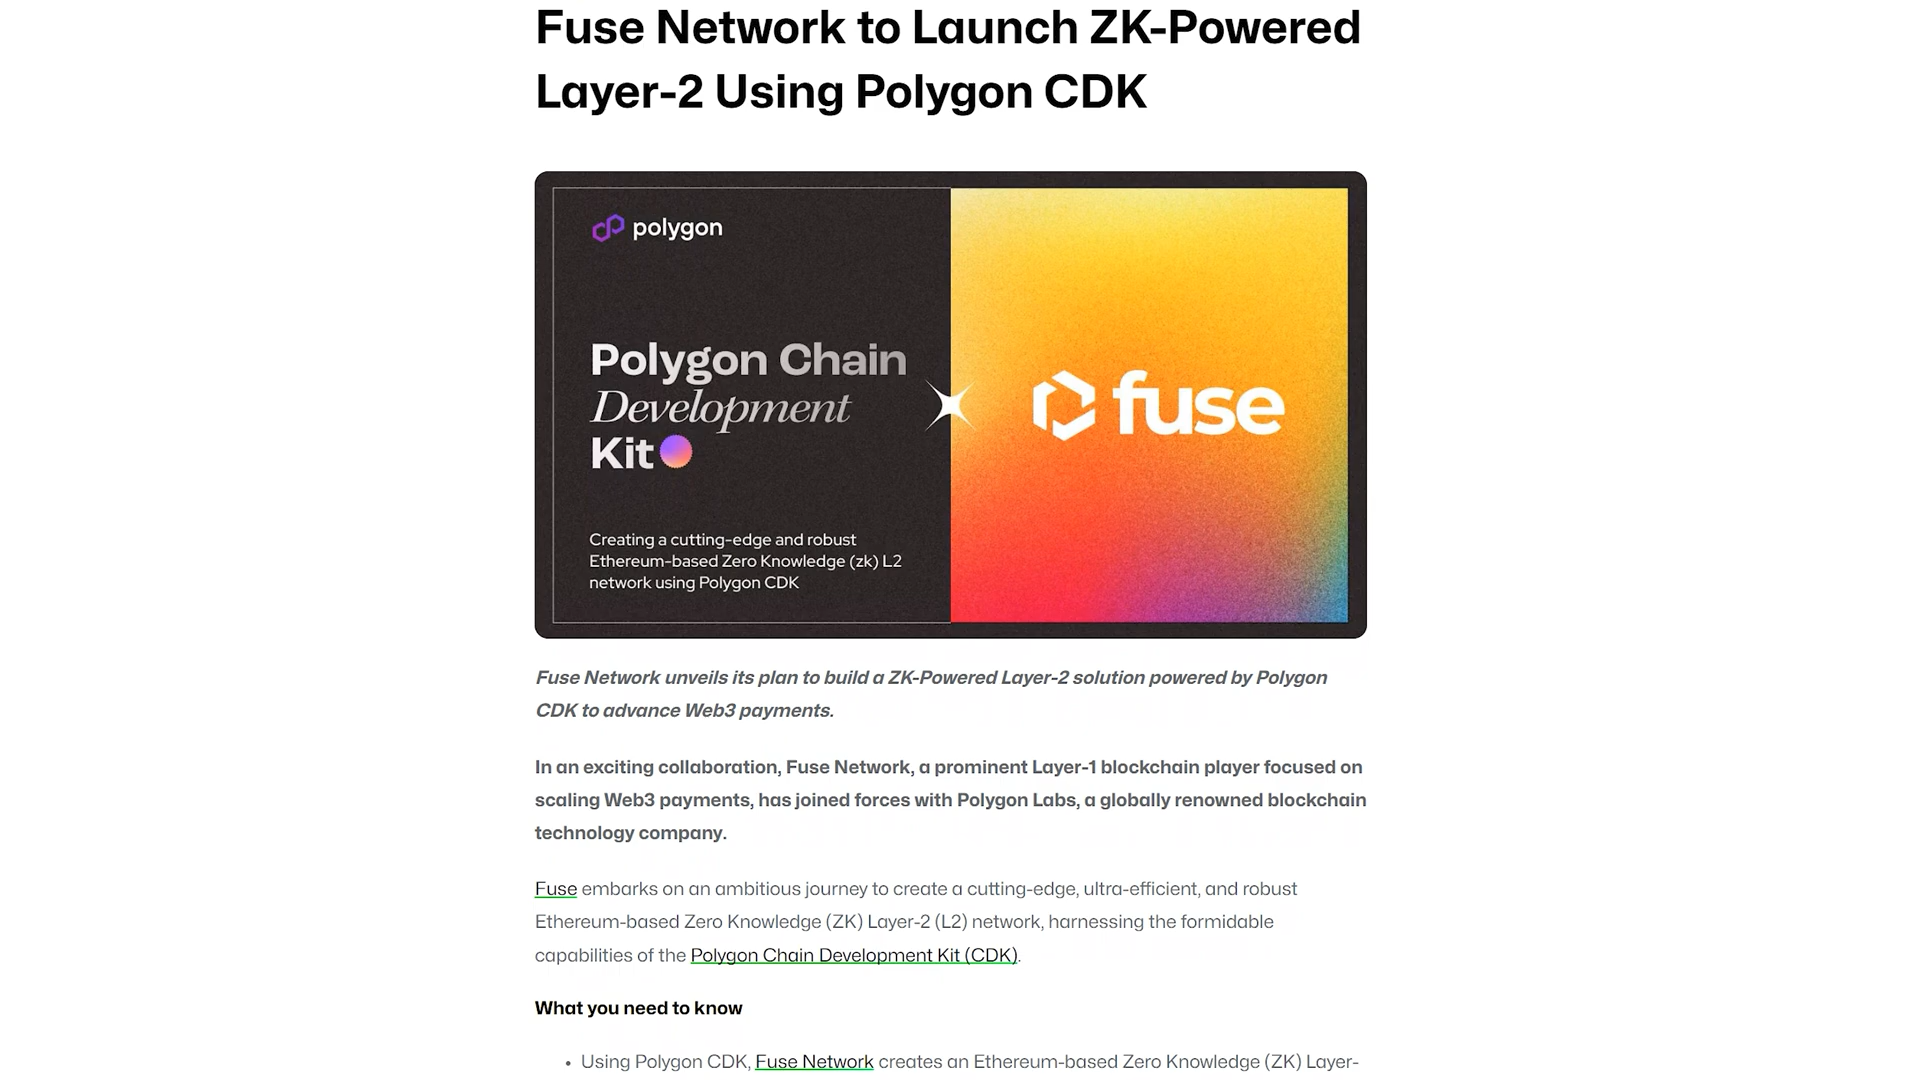 Fuse Network to Launch ZK-Powered
Layer-2 Using Polygon CDK
polygon
Polygon Chain
Development
Kit
fuse
Creating a cutting-edge and robust
Ethereum-based Zero Knowledge (zk) L2
network using Polygon CDK
Fuse Network unveils its plan to build a ZK-Powered Layer-2 solution powered by Polygon
CDK to advance Web3 payments.
In an exciting collaboration, Fuse Network, a prominent Layer-1 blockchain player focused on
scaling Web3 payments, has joined forces with Polygon Labs, a globally renowned blockchain
technology company.
Fuse embarks on an ambitious journey to create a cutting-edge, ultra-efficient, and robust
Ethereum-based Zero Knowledge (ZK) Layer-2 (L2) network, harnessing the formidable
capabilities of the Polygon Chain Development Kit (CDK).
What you need to know
• Using Polygon CDK, Fuse Network creates an Ethereum-based Zero Knowledge (ZK) Layer-